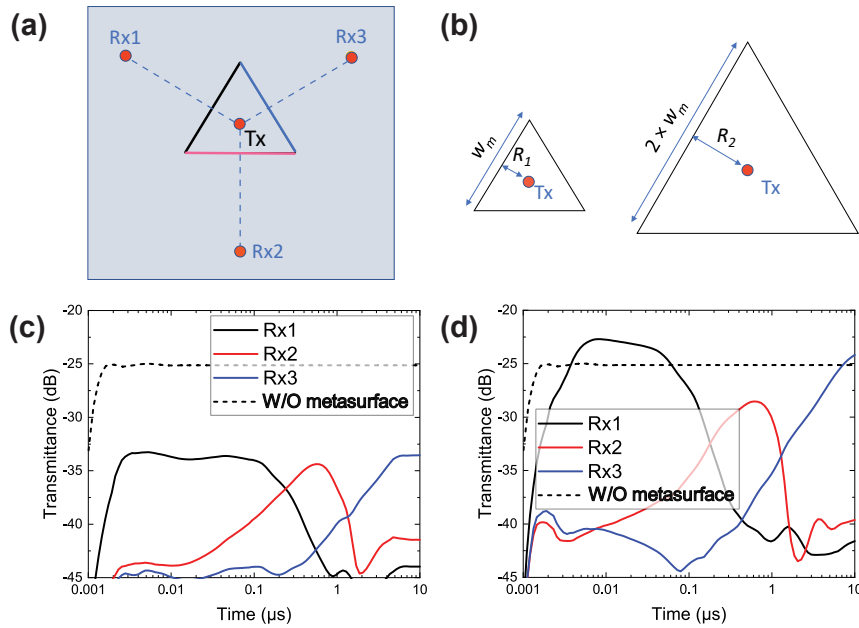 (a)
Rx1
Rx3
Tx
Rx2
(b)
w_m
R_1
Tx
2 × w_m
R_2
Tx
(c)
-20
-25
-30
-35
-40
-45
Transmittance (dB)
Rx1
Rx2
Rx3
W/O metasurface
0.001
0.01
0.1
1
10
Time (μs)
(d)
-20
-25
-30
-35
-40
-45
Transmittance (dB)
Rx1
Rx2
Rx3
W/O metasurface
0.001
0.01
0.1
1
10
Time (μs)